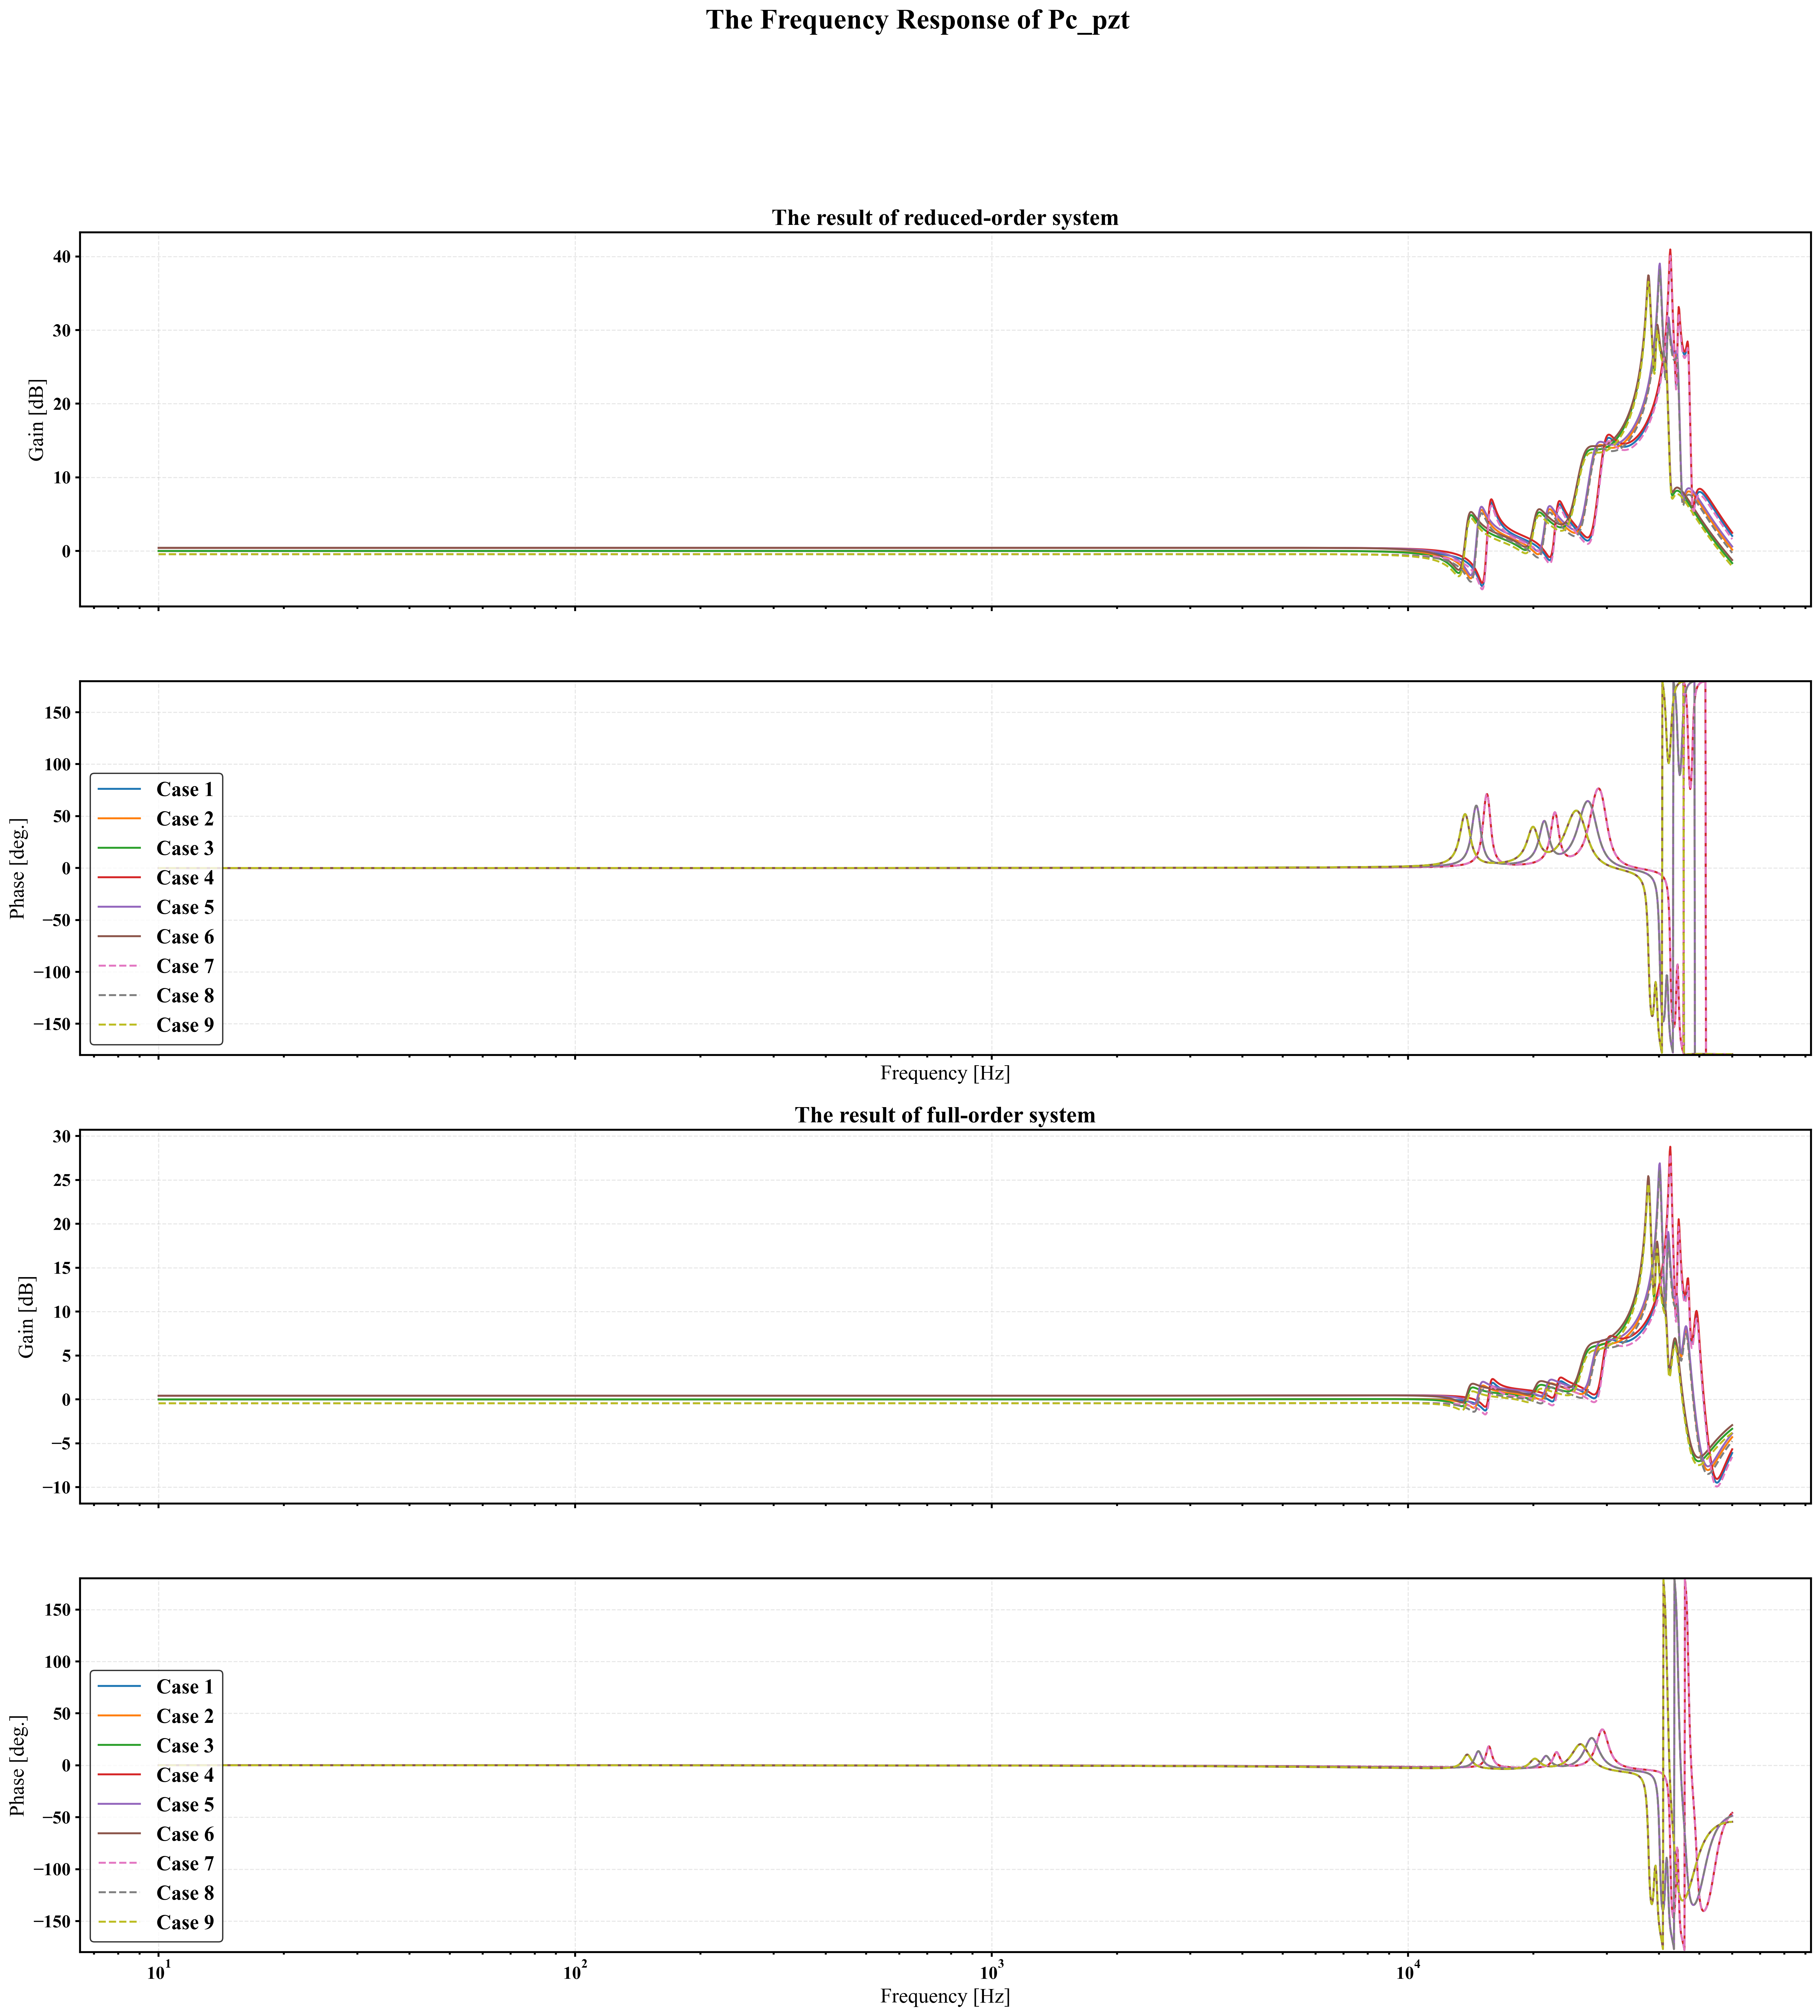 The Frequency Response of Pc_pzt
The result of reduced-order system
Gain [dB]
40
30
20
10
0
Phase [deg.]
150
100
50
0
−50
−100
−150
Case 1
Case 2
Case 3
Case 4
Case 5
Case 6
Case 7
Case 8
Case 9
Frequency [Hz]
The result of full-order system
Gain [dB]
30
25
20
15
10
5
0
−5
−10
Phase [deg.]
150
100
50
0
−50
−100
−150
Case 1
Case 2
Case 3
Case 4
Case 5
Case 6
Case 7
Case 8
Case 9
10¹ 10² 10³ 10⁴
Frequency [Hz]